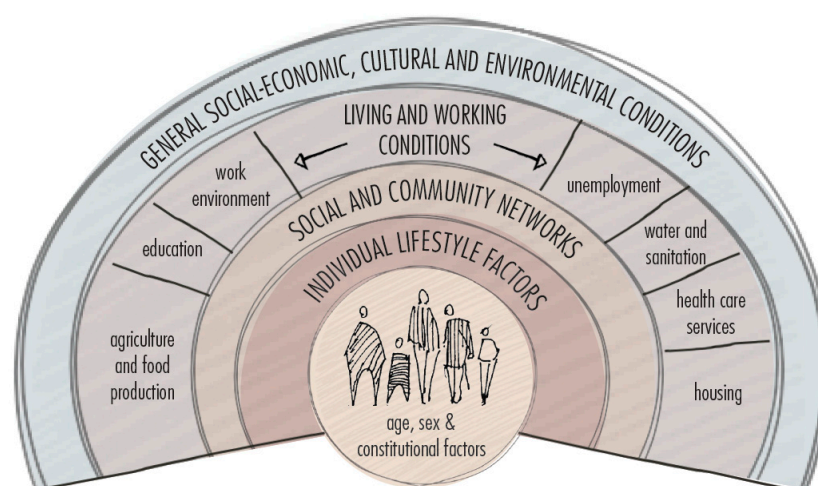 GENERAL SOCIAL-ECONOMIC, CULTURAL AND ENVIRONMENTAL CONDITIONS
LIVING AND WORKING
CONDITIONS
work
environment
unemployment
education
water and
sanitation
agriculture
and food
production
health care
services
housing
SOCIAL AND COMMUNITY NETWORKS
INDIVIDUAL LIFESTYLE FACTORS
age, sex &
constitutional factors